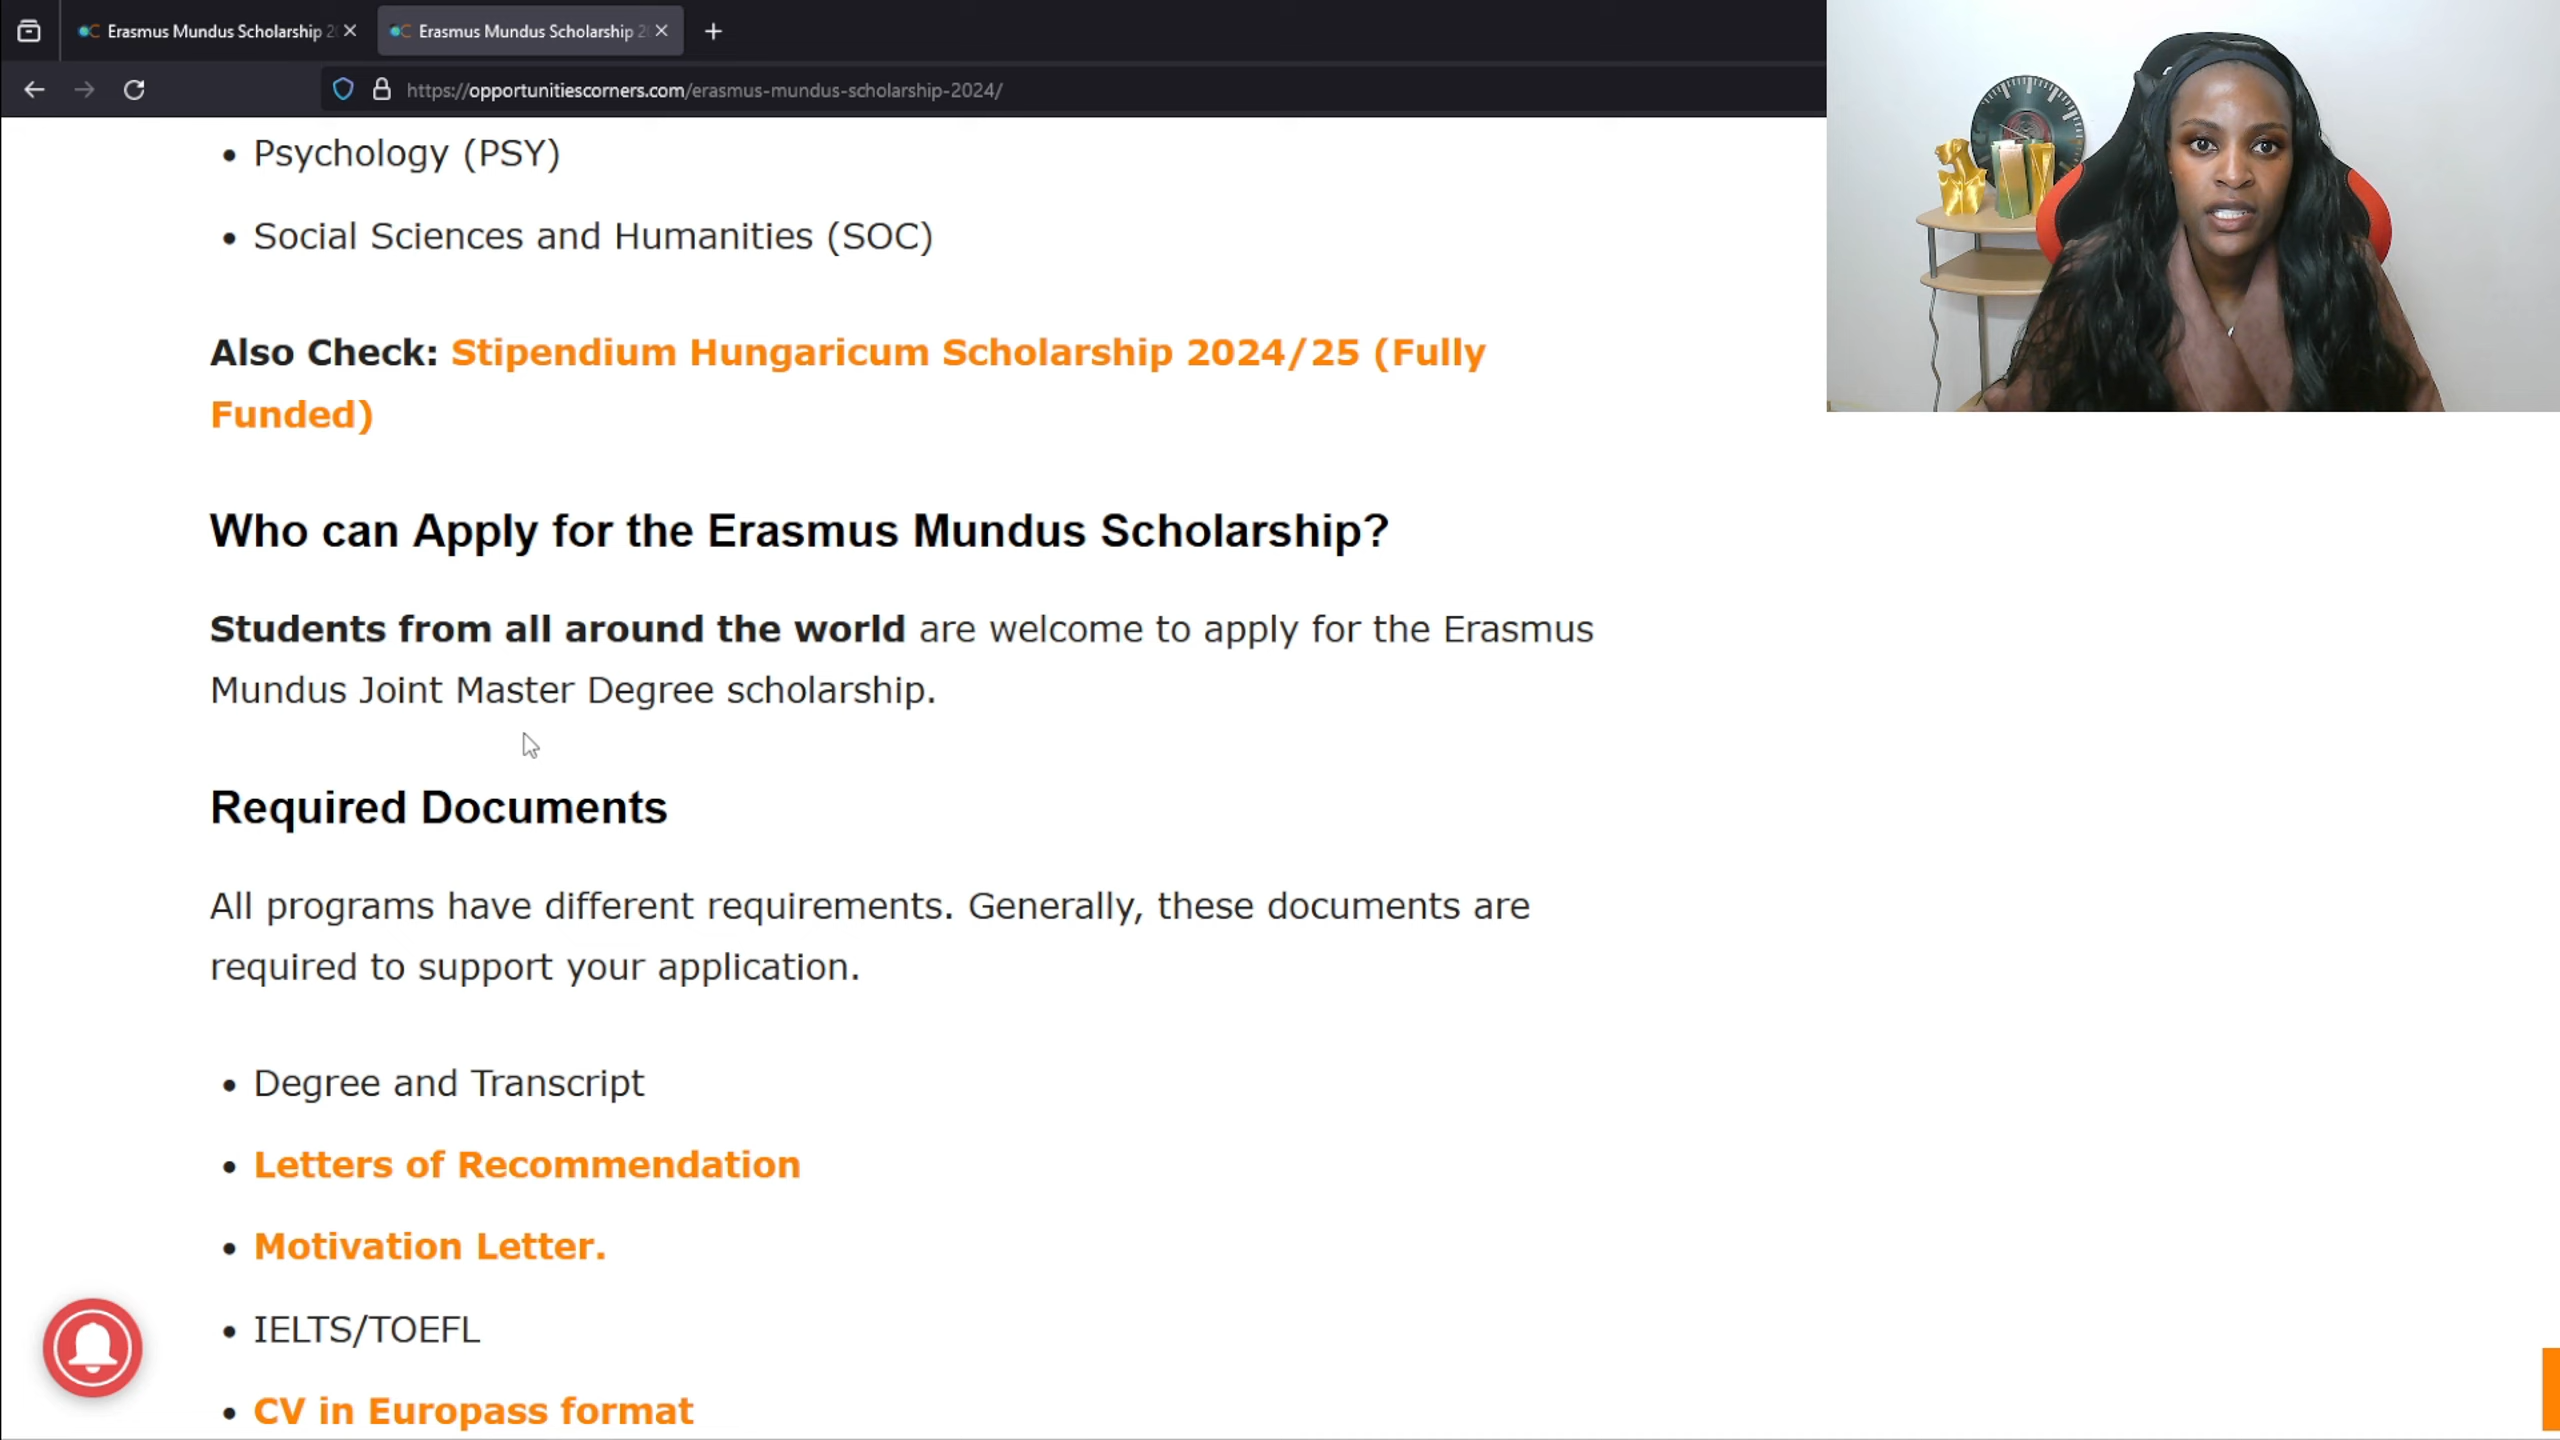 Erasmus Mundus Scholarship 2
Erasmus Mundus Scholarship 2
https://opportunitiescorners.com/erasmus-mundus-scholarship-2024/
• Psychology (PSY)
• Social Sciences and Humanities (SOC)
Also Check: Stipendium Hungaricum Scholarship 2024/25 (Fully
Funded)
Who can Apply for the Erasmus Mundus Scholarship?
Students from all around the world are welcome to apply for the Erasmus
Mundus Joint Master Degree scholarship.
Required Documents
All programs have different requirements. Generally, these documents are
required to support your application.
• Degree and Transcript
• Letters of Recommendation
• Motivation Letter.
• IELTS/TOEFL
• CV in Europass format